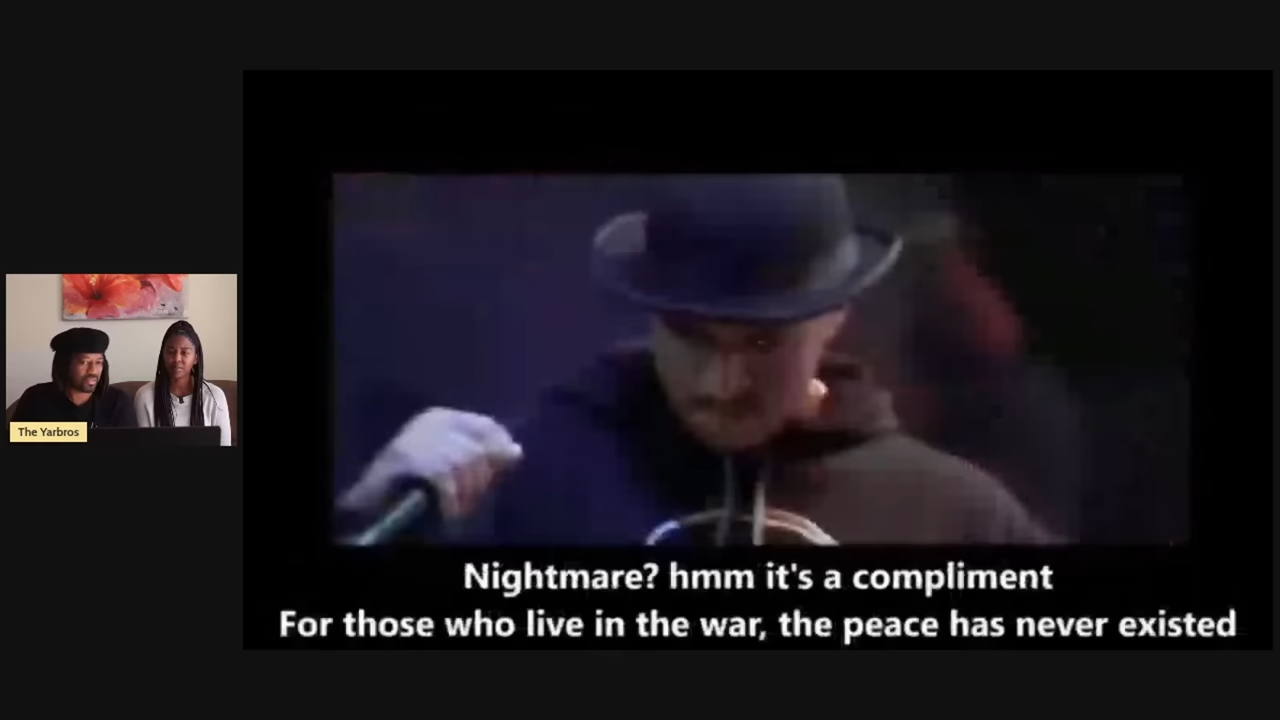 The Yarbros
Nightmare? hmm it's a compliment
For those who live in the war, the peace has never existed